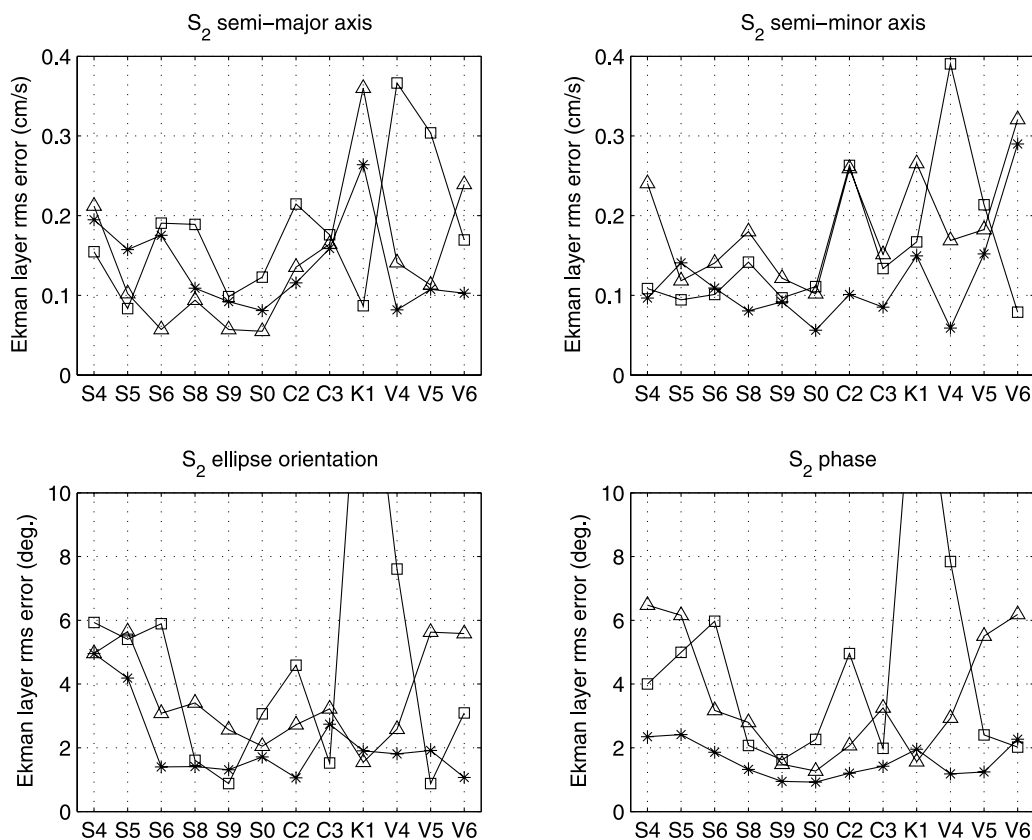 S2 semi−major axis
Ekman layer rms error (cm/s)
0.4
0.3
0.2
0.1
0
S4 S5 S6 S8 S9 S0 C2 C3 K1 V4 V5 V6
S2 semi−minor axis
Ekman layer rms error (cm/s)
0.4
0.3
0.2
0.1
0
S4 S5 S6 S8 S9 S0 C2 C3 K1 V4 V5 V6
S2 ellipse orientation
Ekman layer rms error (deg.)
10
8
6
4
2
0
S4 S5 S6 S8 S9 S0 C2 C3 K1 V4 V5 V6
S2 phase
Ekman layer rms error (deg.)
10
8
6
4
2
0
S4 S5 S6 S8 S9 S0 C2 C3 K1 V4 V5 V6